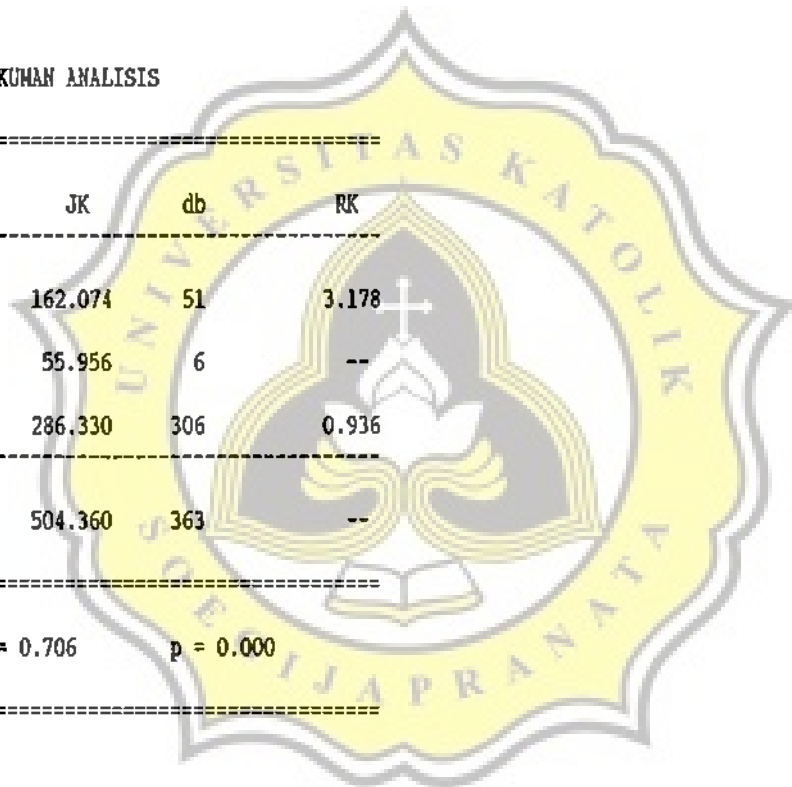 KUMAN ANALISIS
================================
JK db RK
--------------------------------
162.074 51 3.178
55.956 6 --
286.330 306 0.936
--------------------------------
504.360 363 --
================================
= 0.706 p = 0.000
================================
UNIVERSITAS KATOLIK
SOEGIJAPRANATA